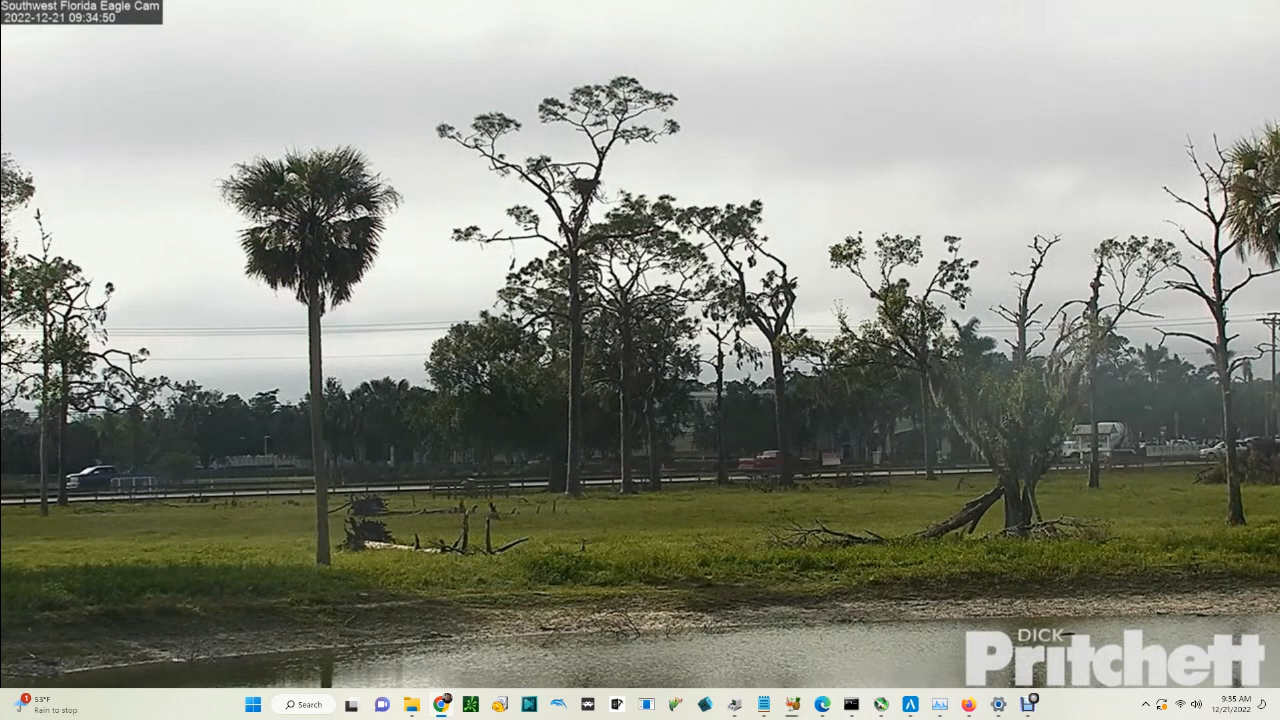 Southwest Florida Eagle Cam
2022-12-21 09:34:50
DICK
Pritchett
53°F
Rain to stop
1
Search
9:35 AM
12/21/2022